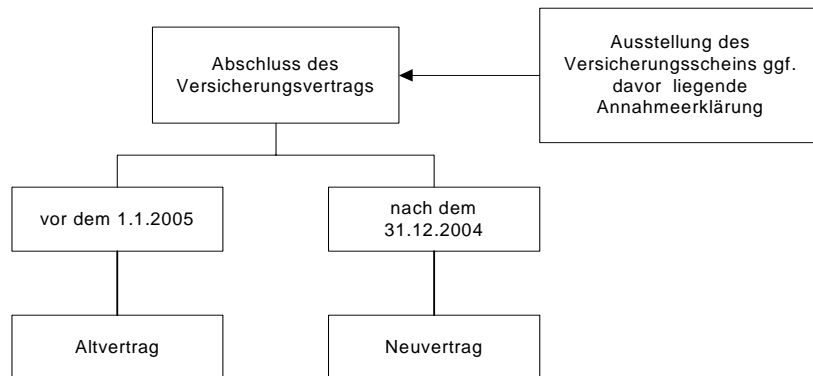 Abschluss des
Versicherungsvertrags
Ausstellung des
Versicherungsscheins ggf.
davor liegende
Annahmeerklärung
vor dem 1.1.2005
nach dem
31.12.2004
Altvertrag
Neuvertrag